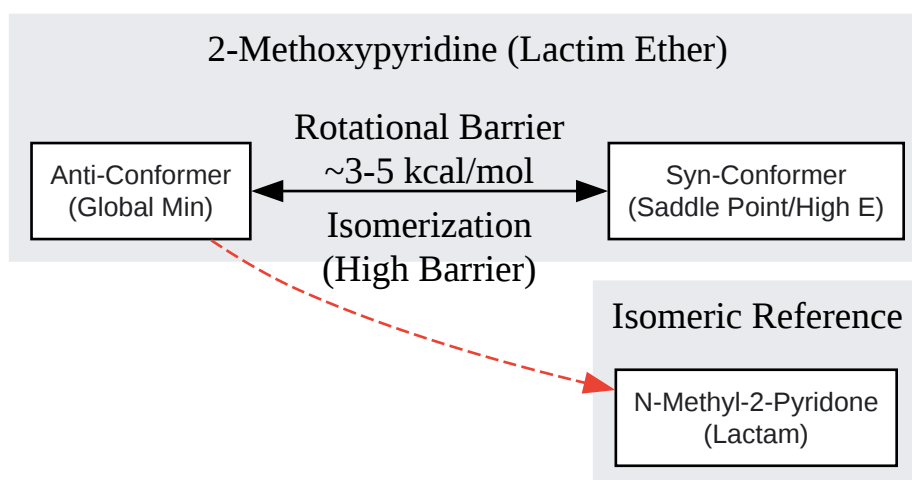 2-Methoxypyridine (Lactim Ether)
Rotational Barrier
~3-5 kcal/mol
Anti-Conformer
(Global Min)
Syn-Conformer
(Saddle Point/High E)
Isomerization
(High Barrier)
Isomeric Reference
N-Methyl-2-Pyridone
(Lactam)